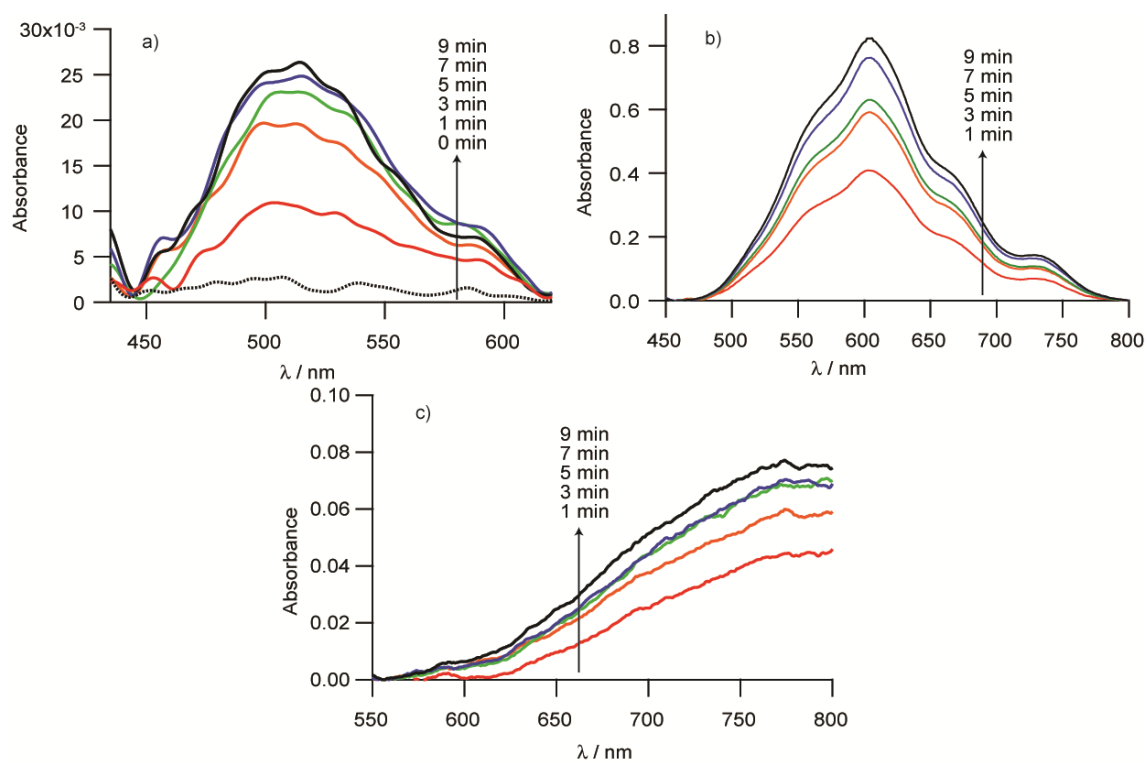 30x10⁻³
25
20
15
10
5
0
Absorbance
a)
9 min
7 min
5 min
3 min
1 min
0 min
450 500 550 600
λ / nm
0.8
0.6
0.4
0.2
0.0
Absorbance
b)
9 min
7 min
5 min
3 min
1 min
450 500 550 600 650 700 750 800
λ / nm
0.10
0.08
0.06
0.04
0.02
0.00
Absorbance
c)
9 min
7 min
5 min
3 min
1 min
550 600 650 700 750 800
λ / nm